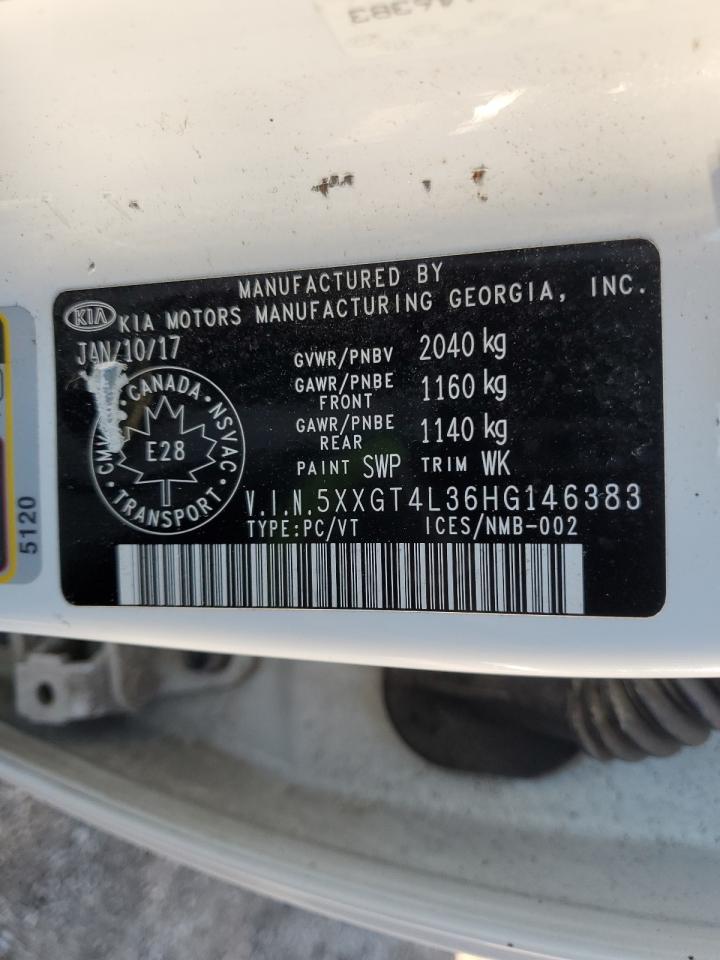 46383
MANUFACTURED BY
KIA KIA MOTORS MANUFACTURING GEORGIA, INC.
JAN/10/17
GVWR/PNBV 2040 kg
GAWR/PNBE FRONT 1160 kg
GAWR/PNBE REAR 1140 kg
PAINT SWP TRIM WK
CANADA · NSVAC · TRANSPORT
E28
V.I.N.5XXGT4L36HG146383
TYPE:PC/VT ICES/NMB-002
5120